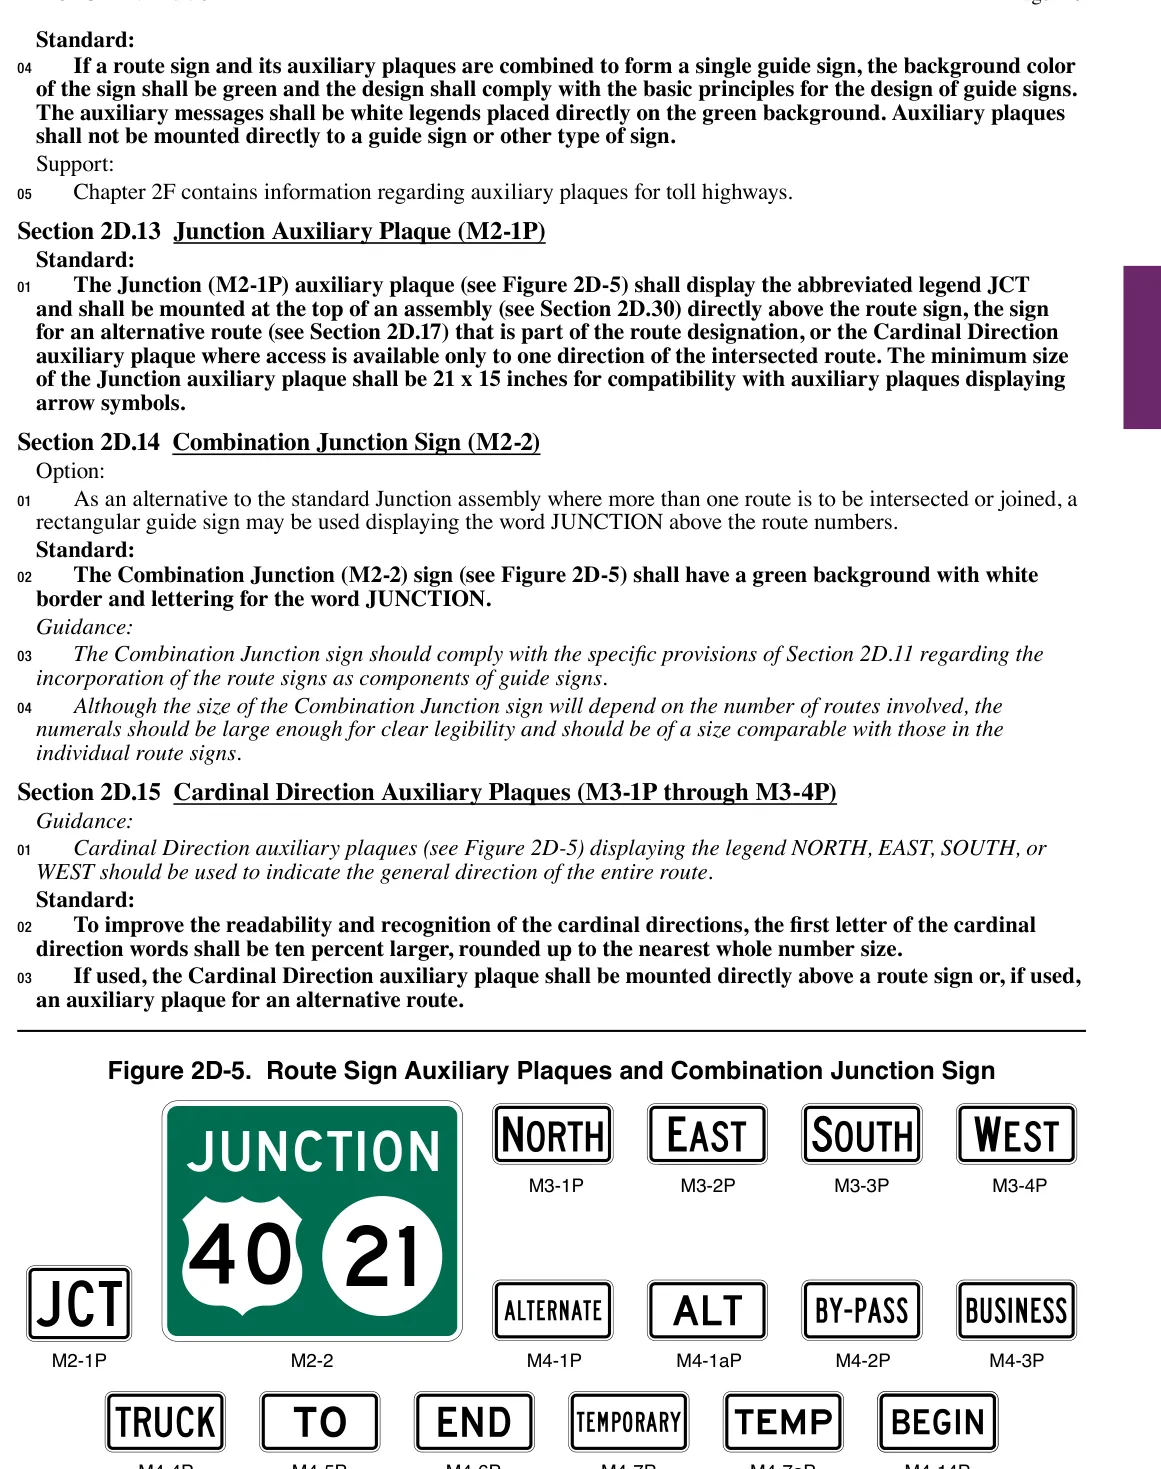 Standard:
04 If a route sign and its auxiliary plaques are combined to form a single guide sign, the background color
of the sign shall be green and the design shall comply with the basic principles for the design of guide signs.
The auxiliary messages shall be white legends placed directly on the green background. Auxiliary plaques
shall not be mounted directly to a guide sign or other type of sign.
Support:
05 Chapter 2F contains information regarding auxiliary plaques for toll highways.
Section 2D.13 Junction Auxiliary Plaque (M2-1P)
Standard:
01 The Junction (M2-1P) auxiliary plaque (see Figure 2D-5) shall display the abbreviated legend JCT
and shall be mounted at the top of an assembly (see Section 2D.30) directly above the route sign, the sign
for an alternative route (see Section 2D.17) that is part of the route designation, or the Cardinal Direction
auxiliary plaque where access is available only to one direction of the intersected route. The minimum size
of the Junction auxiliary plaque shall be 21 x 15 inches for compatibility with auxiliary plaques displaying
arrow symbols.
Section 2D.14 Combination Junction Sign (M2-2)
Option:
01 As an alternative to the standard Junction assembly where more than one route is to be intersected or joined, a
rectangular guide sign may be used displaying the word JUNCTION above the route numbers.
Standard:
02 The Combination Junction (M2-2) sign (see Figure 2D-5) shall have a green background with white
border and lettering for the word JUNCTION.
Guidance:
03 The Combination Junction sign should comply with the specific provisions of Section 2D.11 regarding the
incorporation of the route signs as components of guide signs.
04 Although the size of the Combination Junction sign will depend on the number of routes involved, the
numerals should be large enough for clear legibility and should be of a size comparable with those in the
individual route signs.
Section 2D.15 Cardinal Direction Auxiliary Plaques (M3-1P through M3-4P)
Guidance:
01 Cardinal Direction auxiliary plaques (see Figure 2D-5) displaying the legend NORTH, EAST, SOUTH, or
WEST should be used to indicate the general direction of the entire route.
Standard:
02 To improve the readability and recognition of the cardinal directions, the first letter of the cardinal
direction words shall be ten percent larger, rounded up to the nearest whole number size.
03 If used, the Cardinal Direction auxiliary plaque shall be mounted directly above a route sign or, if used,
an auxiliary plaque for an alternative route.
Figure 2D-5. Route Sign Auxiliary Plaques and Combination Junction Sign
JUNCTION
40 21
NORTH EAST SOUTH WEST
M3-1P M3-2P M3-3P M3-4P
JCT
ALTERNATE ALT BY-PASS BUSINESS
M2-1P M2-2 M4-1P M4-1aP M4-2P M4-3P
TRUCK TO END TEMPORARY TEMP BEGIN
M4-4P M4-5P M4-6P M4-7P M4-7aP M4-14P